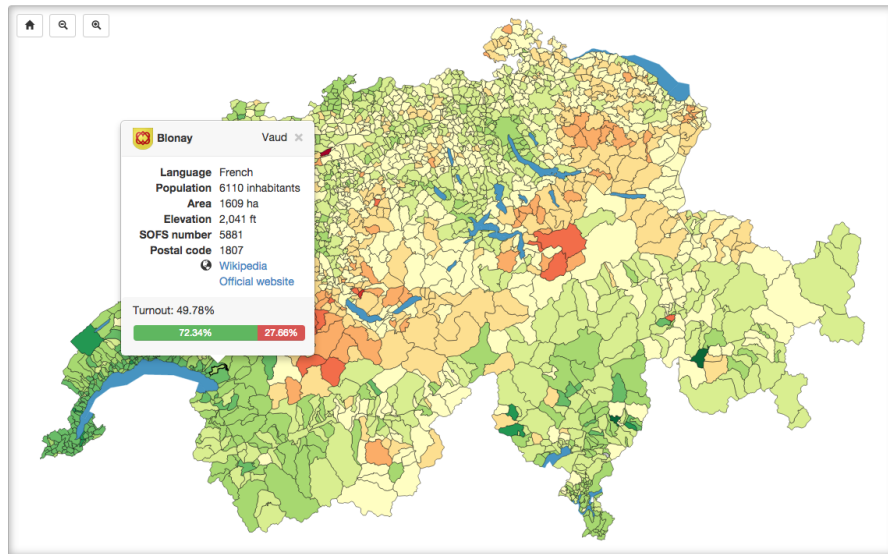 Blonay Vaud ×
Language French
Population 6110 inhabitants
Area 1609 ha
Elevation 2,041 ft
SOFS number 5881
Postal code 1807
Wikipedia
Official website
Turnout: 49.78%
72.34% 27.66%